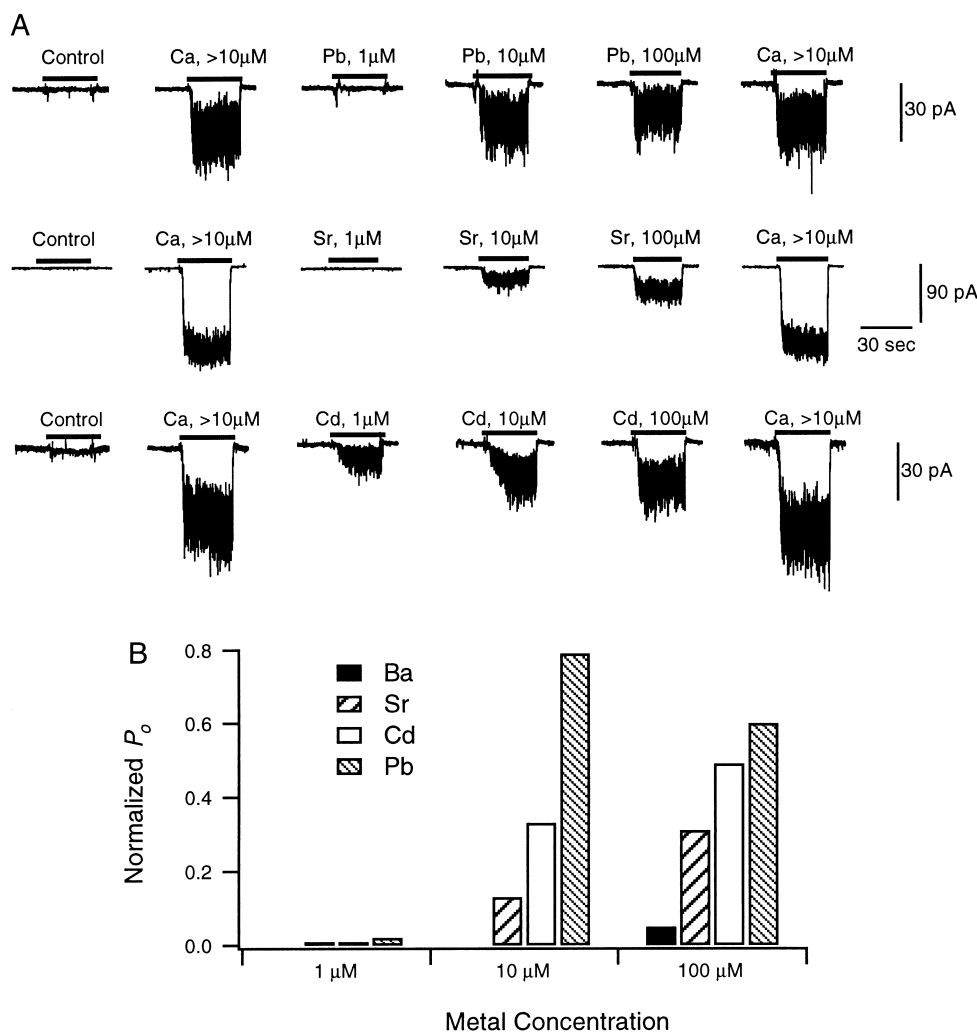 A
Control Ca, >10μM Pb, 1μM Pb, 10μM Pb, 100μM Ca, >10μM
30 pA
Control Ca, >10μM Sr, 1μM Sr, 10μM Sr, 100μM Ca, >10μM
90 pA
30 sec
Control Ca, >10μM Cd, 1μM Cd, 10μM Cd, 100μM Ca, >10μM
30 pA
B
0.8
0.6
0.4
0.2
0.0
Normalized Po
Ba
Sr
Cd
Pb
1 μM 10 μM 100 μM
Metal Concentration